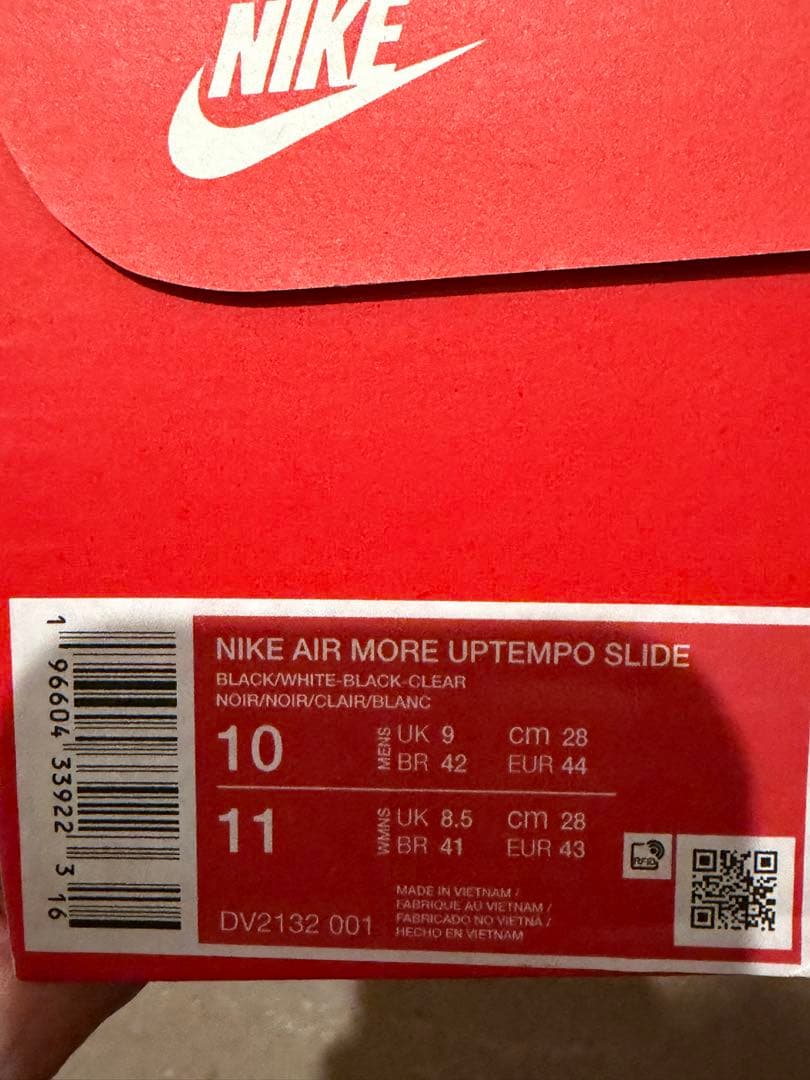 NIKE
NIKE AIR MORE UPTEMPO SLIDE
BLACK/WHITE-BLACK-CLEAR
NOIR/NOIR/CLAIR/BLANC
10 MENS UK 9 cm 28
BR 42 EUR 44
11 WMNS UK 8.5 cm 28
BR 41 EUR 43
RFID
MADE IN VIETNAM /
FABRIQUE AU VIETNAM /
FABRICADO NO VIETNÃ /
HECHO EN VIETNAM
DV2132 001
1 96604 33922 3 16